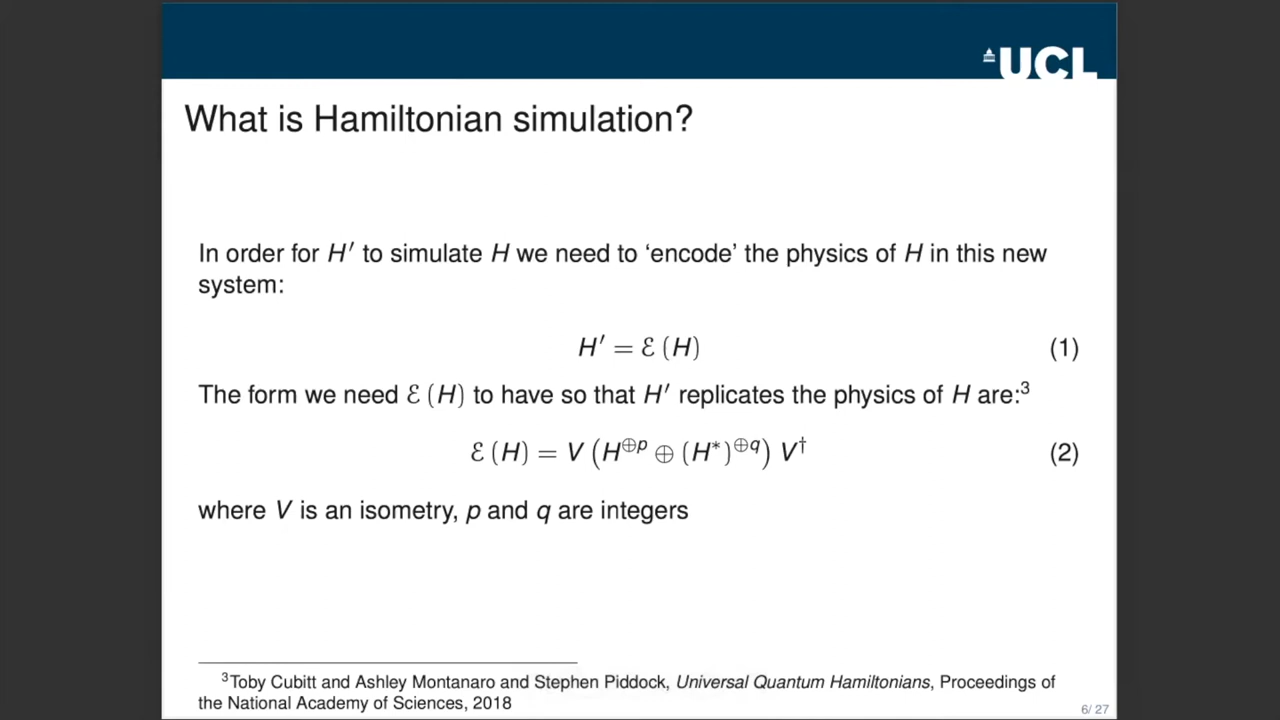 UCL
What is Hamiltonian simulation?
In order for H′ to simulate H we need to ‘encode’ the physics of H in this new
system:
H′ = ℰ (H) (1)
The form we need ℰ (H) to have so that H′ replicates the physics of H are:³
ℰ (H) = V (H^{⊕p} ⊕ (H*)^{⊕q}) V† (2)
where V is an isometry, p and q are integers
³Toby Cubitt and Ashley Montanaro and Stephen Piddock, Universal Quantum Hamiltonians, Proceedings of
the National Academy of Sciences, 2018
6/ 27